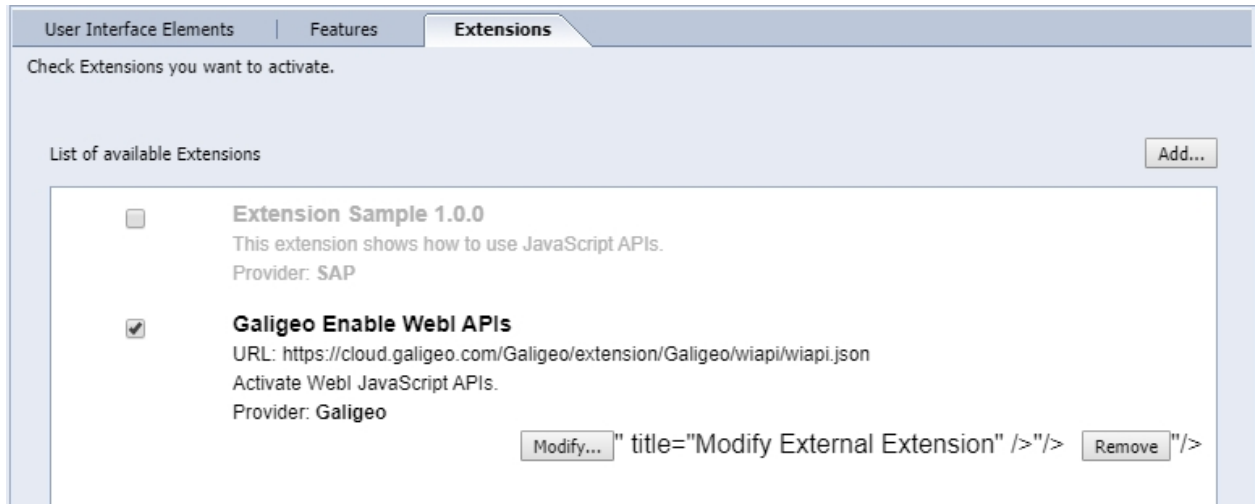 User Interface Elements | Features Extensions
Check Extensions you want to activate.
List of available Extensions Add...
Extension Sample 1.0.0
This extension shows how to use JavaScript APIs.
Provider: SAP
Galigeo Enable WebI APIs
URL: https://cloud.galigeo.com/Galigeo/extension/Galigeo/wiapi/wiapi.json
Activate WebI JavaScript APIs.
Provider: Galigeo
Modify... " title="Modify External Extension" />"/> Remove "/>